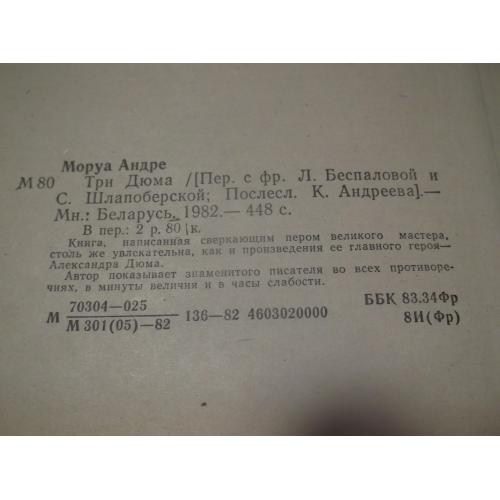 Моруа Андре
М 80 Три Дюма /[Пер. с фр. Л. Беспаловой и
С. Шлапоберской; Послесл. К. Андреева].—
Мн.: Беларусь, 1982.— 448 с.
В пер.: 2 р. 80 к.
Книга, написанная сверкающим пером великого мастера,
столь же увлекательна, как и произведения ее главного героя—
Александра Дюма.
Автор показывает знаменитого писателя во всех противоре-
чиях, в минуты величия и в часы слабости.
М 70304—025 / М 301(05)—82 136—82 4603020000 ББК 83.34Фр
8И(Фр)